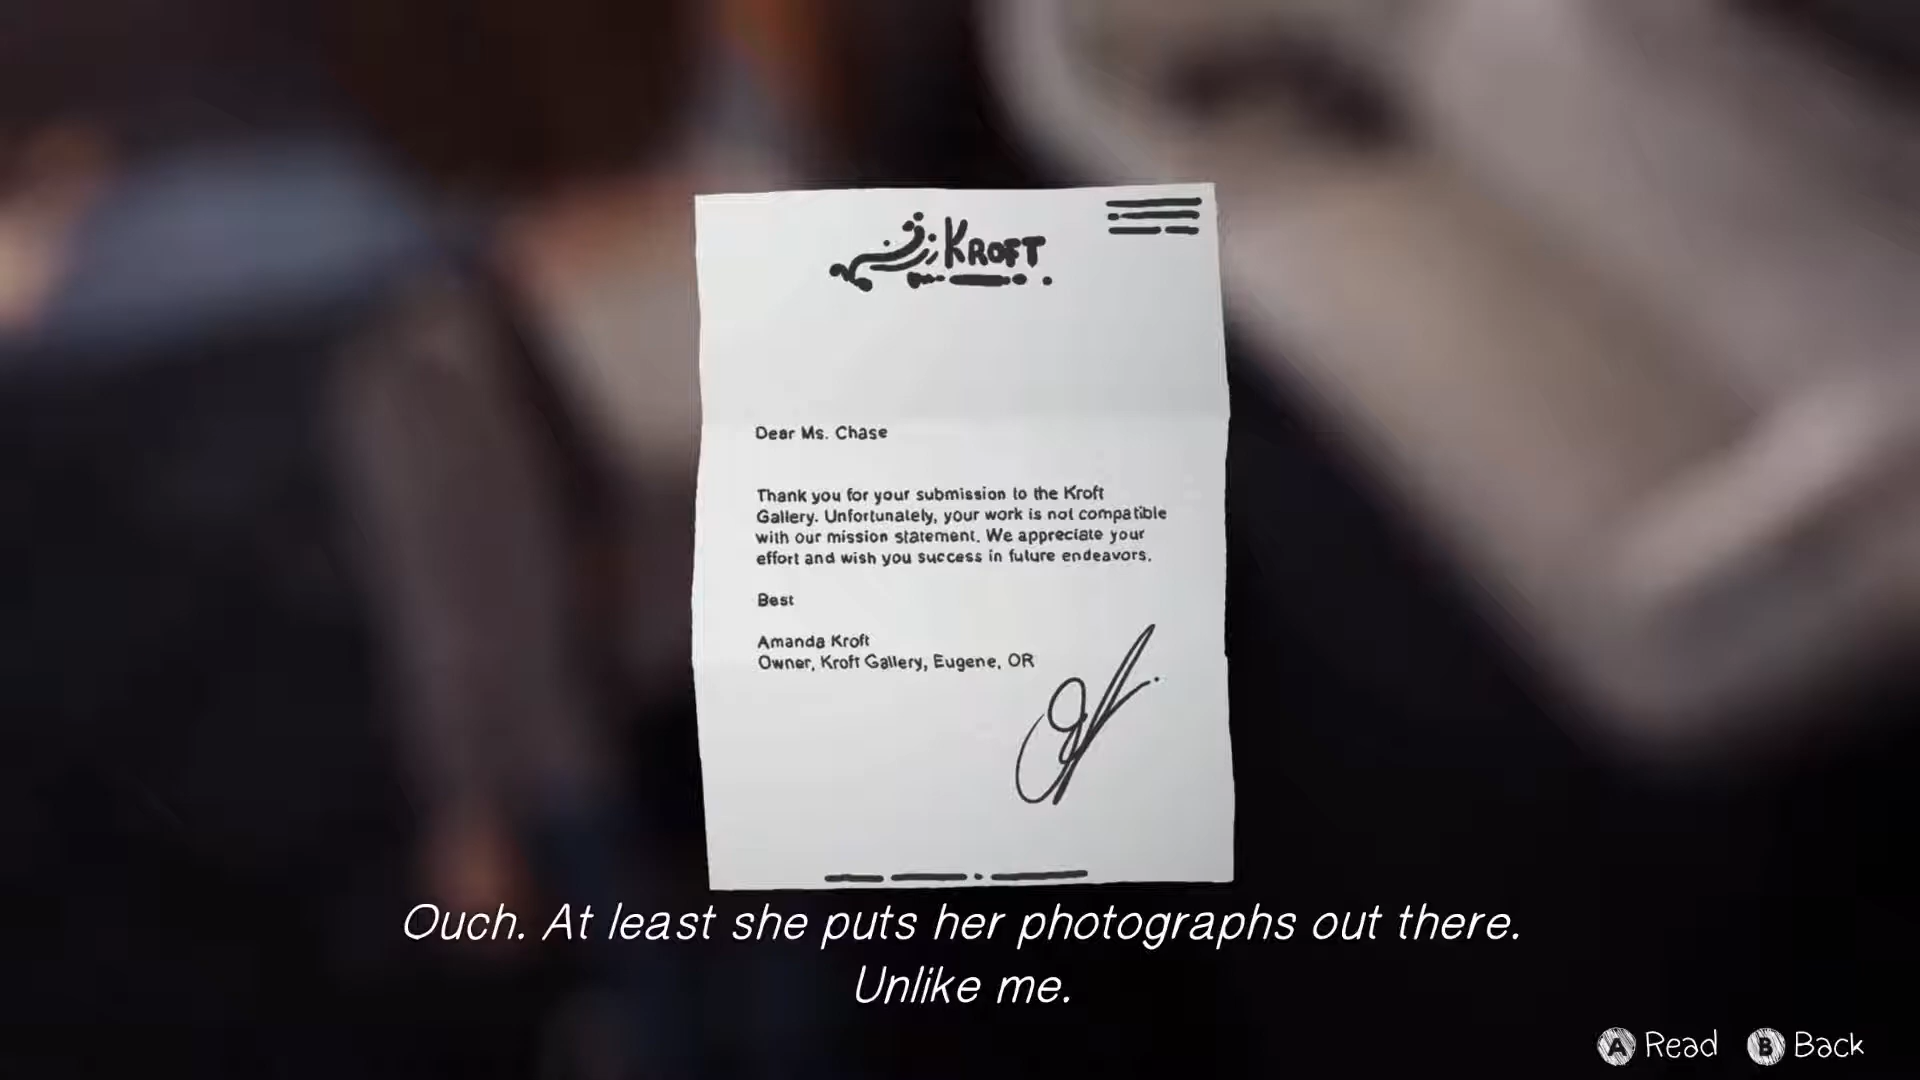 KROFT
Dear Ms. Chase
Thank you for your submission to the Kroft
Gallery. Unfortunately, your work is not compatible
with our mission statement. We appreciate your
effort and wish you success in future endeavors.
Best
Amanda Kroft
Owner, Kroft Gallery, Eugene, OR
Ouch. At least she puts her photographs out there.
Unlike me.
A Read B Back